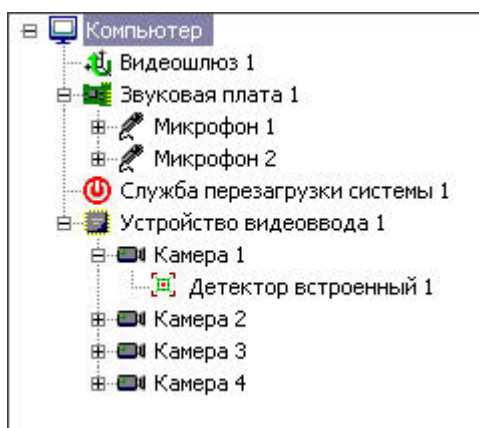 Компьютер
Видеошлюз 1
Звуковая плата 1
Микрофон 1
Микрофон 2
Служба перезагрузки системы 1
Устройство видеоввода 1
Камера 1
Детектор встроенный 1
Камера 2
Камера 3
Камера 4